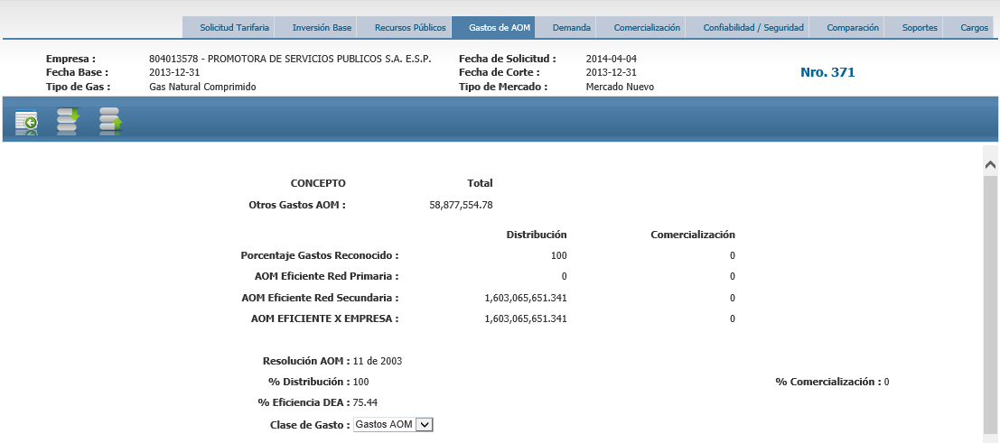 Solicitud Tarifaria Inversión Base Recursos Públicos Gastos de AOM Demanda Comercialización Confiabilidad / Seguridad Comparación Soportes Cargos
Empresa : 804013578 - PROMOTORA DE SERVICIOS PUBLICOS S.A. E.S.P. Fecha de Solicitud : 2014-04-04
Fecha Base : 2013-12-31 Fecha de Corte : 2013-12-31 Nro. 371
Tipo de Gas : Gas Natural Comprimido Tipo de Mercado : Mercado Nuevo
CONCEPTO Total
Otros Gastos AOM : 58,877,554.78
Distribución Comercialización
Porcentaje Gastos Reconocido : 100 0
AOM Eficiente Red Primaria : 0 0
AOM Eficiente Red Secundaria : 1,603,065,651.341 0
AOM EFICIENTE X EMPRESA : 1,603,065,651.341 0
Resolución AOM : 11 de 2003
% Distribución : 100 % Comercialización : 0
% Eficiencia DEA : 75.44
Clase de Gasto : Gastos AOM